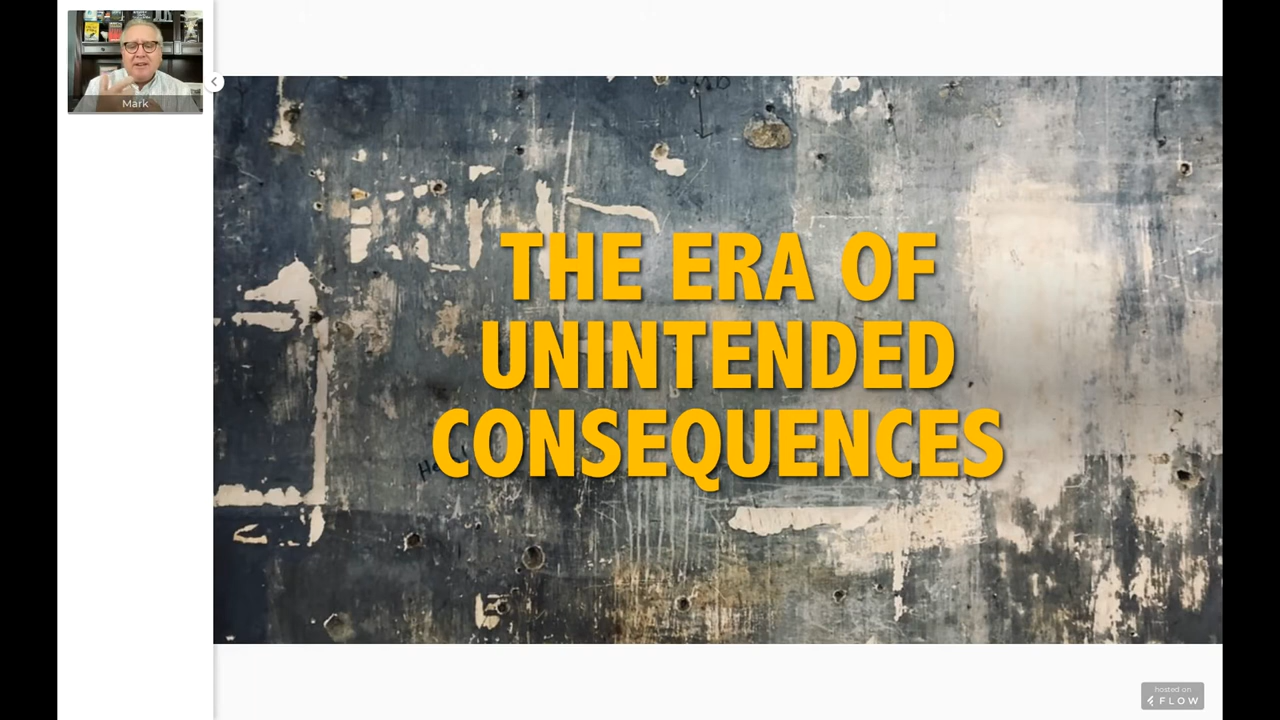 Mark
THE ERA OF
UNINTENDED
CONSEQUENCES
hosted on
FLOW